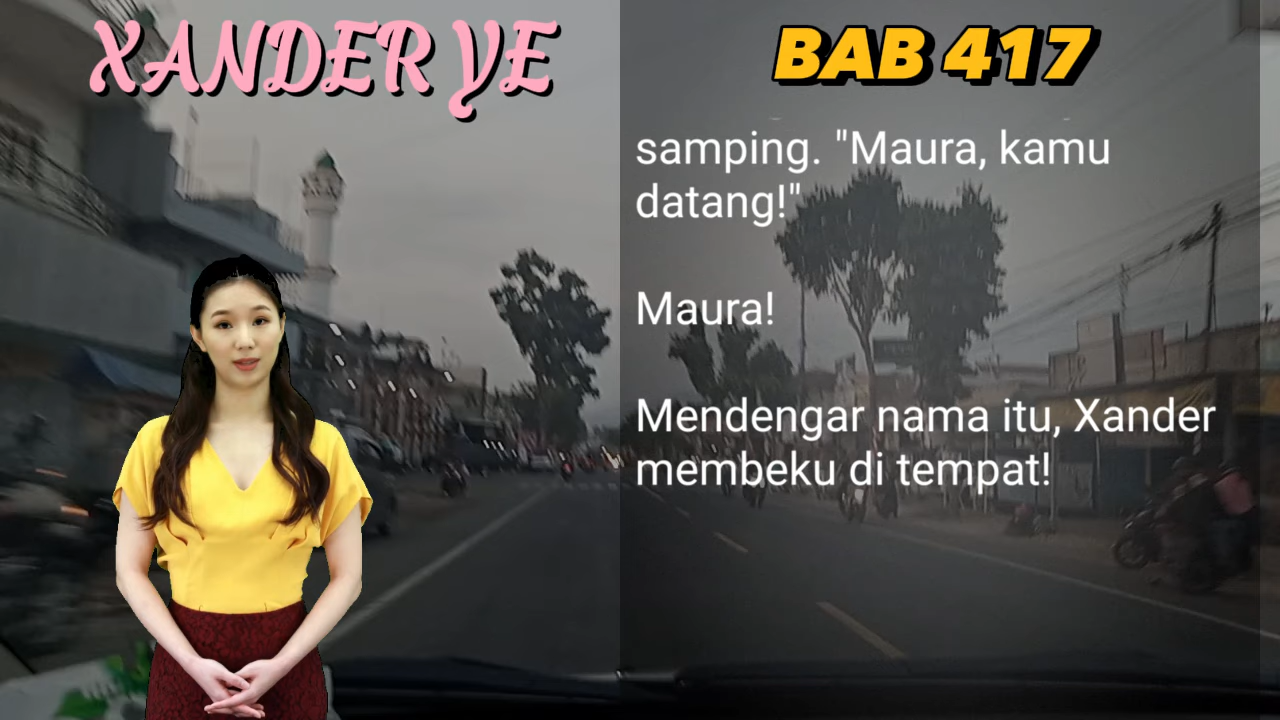 XANDER YE
BAB 417
samping. "Maura, kamu
datang!"
Maura!
Mendengar nama itu, Xander
membeku di tempat!